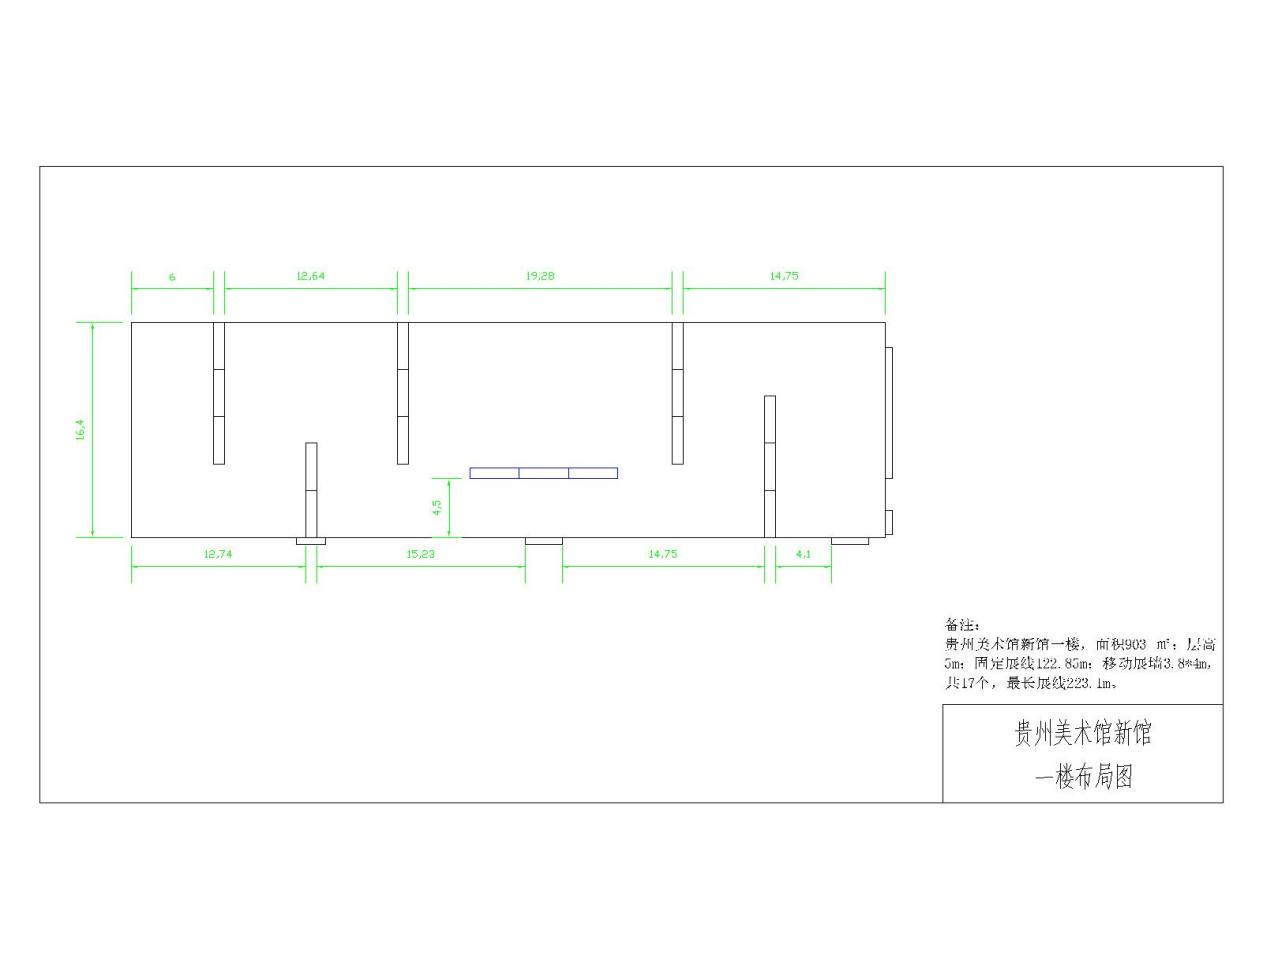 6
12,64
19,28
14,75
16,4
4,5
12,74
15,23
14,75
4,1
备注：
贵州美术馆新馆一楼，面积903 ㎡；层高
5m；固定展线122.85m；移动展墙3.8*4m，
共17个，最长展线223.1m。
贵州美术馆新馆
一楼布局图